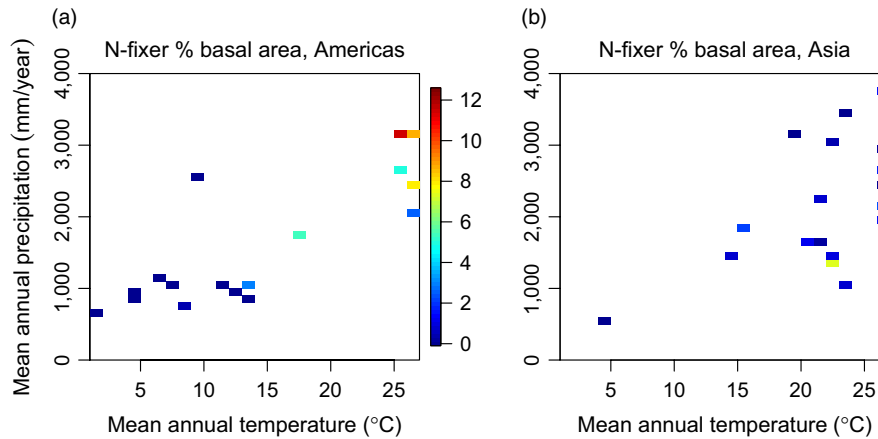 (a)
N-fixer % basal area, Americas
Mean annual precipitation (mm/year)
4,000
3,000
2,000
1,000
0
5 10 15 20 25
Mean annual temperature (°C)
12
10
8
6
4
2
0
(b)
N-fixer % basal area, Asia
4,000
3,000
2,000
1,000
0
5 10 15 20 25
Mean annual temperature (°C)